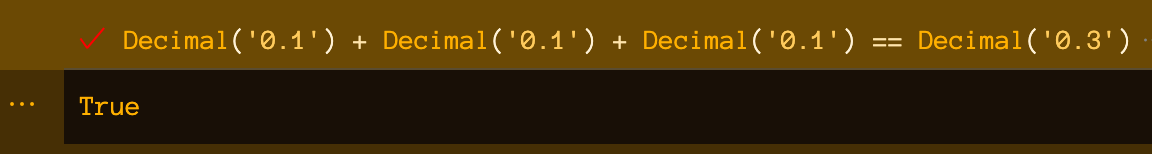 Decimal('0.1') + Decimal('0.1') + Decimal('0.1') == Decimal('0.3')
True